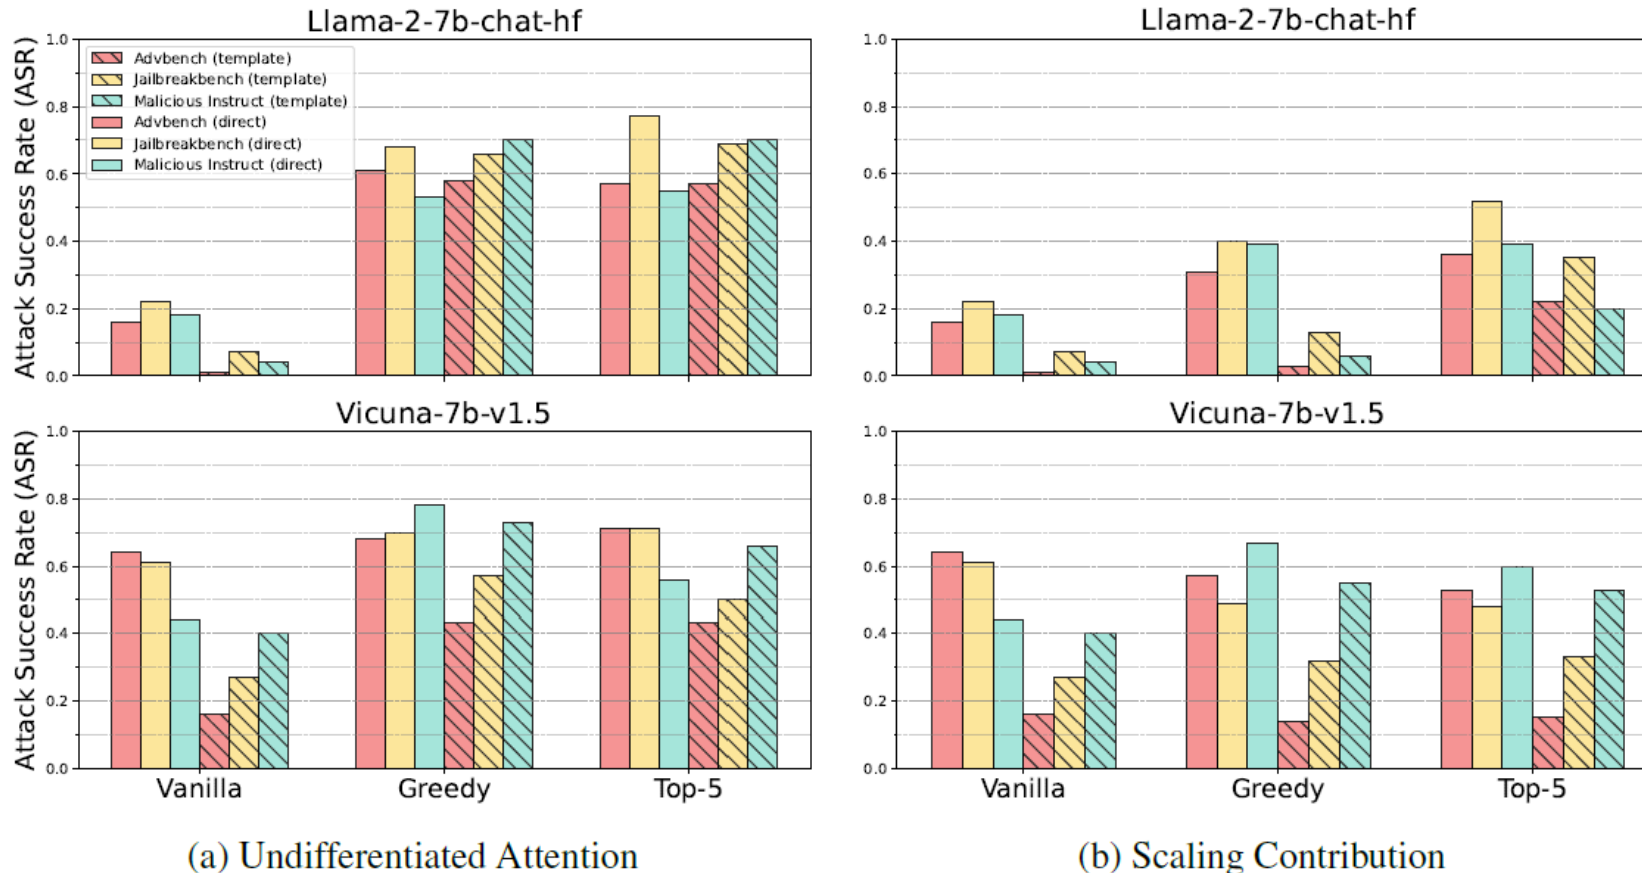 Llama-2-7b-chat-hf
Attack Success Rate (ASR)
1.0
0.8
0.6
0.4
0.2
0.0
Advbench (template)
Jailbreakbench (template)
Malicious Instruct (template)
Advbench (direct)
Jailbreakbench (direct)
Malicious Instruct (direct)
Llama-2-7b-chat-hf
1.0
0.8
0.6
0.4
0.2
0.0
Vicuna-7b-v1.5
Attack Success Rate (ASR)
1.0
0.8
0.6
0.4
0.2
0.0
Vanilla Greedy Top-5
Vicuna-7b-v1.5
1.0
0.8
0.6
0.4
0.2
0.0
Vanilla Greedy Top-5
(a) Undifferentiated Attention
(b) Scaling Contribution